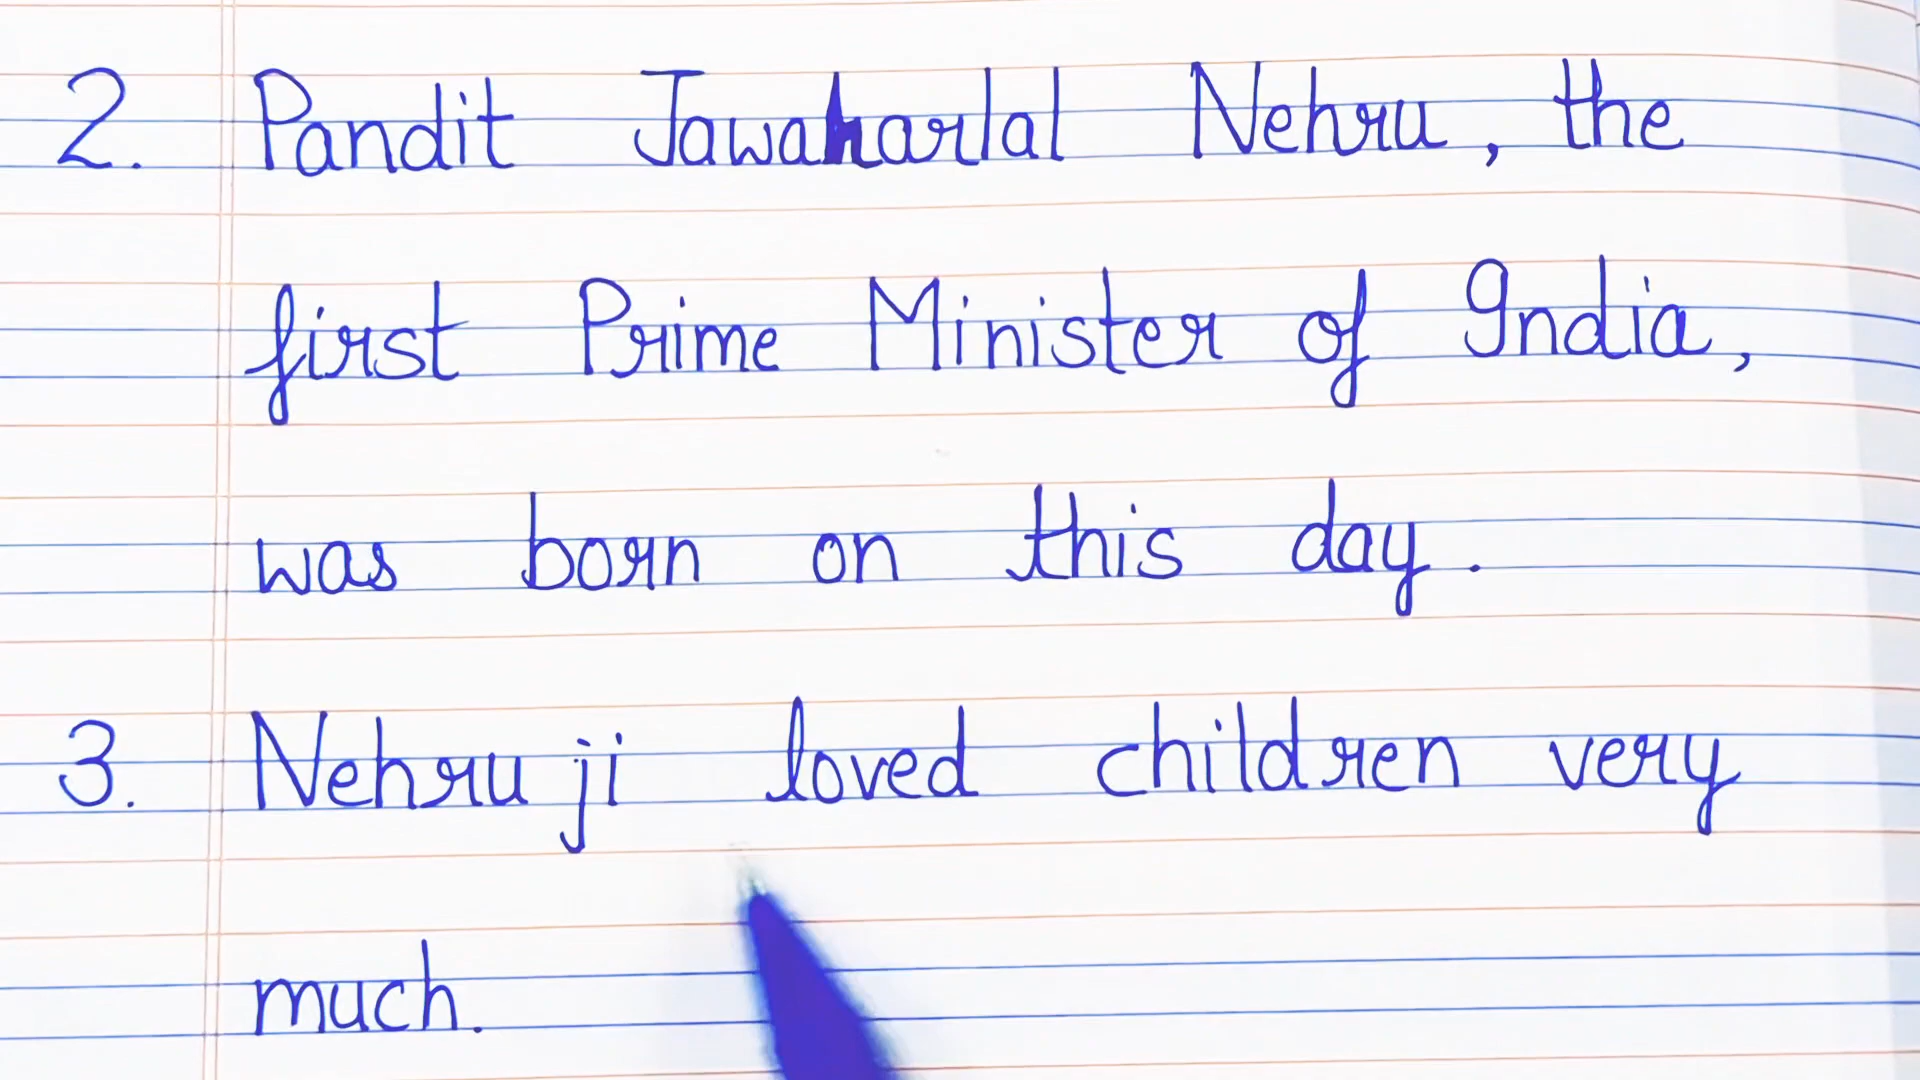 2. Pandit Jawaharlal Nehru, the
first Prime Minister of India,
was born on this day.
3. Nehru ji loved children very
much.